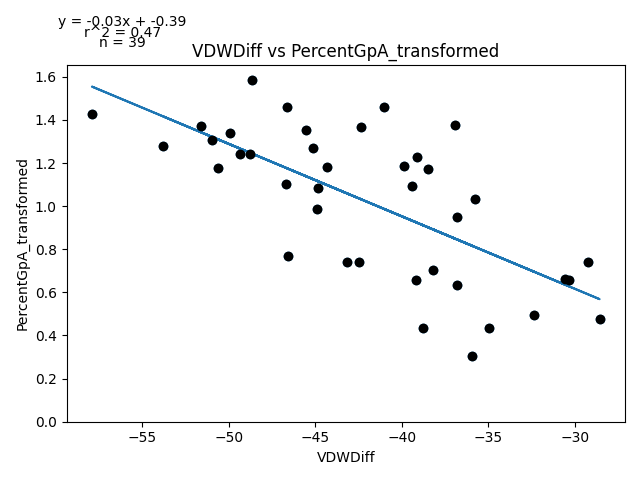 y = -0.03x + -0.39
r^2 = 0.47
n = 39
VDWDiff vs PercentGpA_transformed
PercentGpA_transformed
1.6
1.4
1.2
1.0
0.8
0.6
0.4
0.2
0.0
−55 −50 −45 −40 −35 −30
VDWDiff